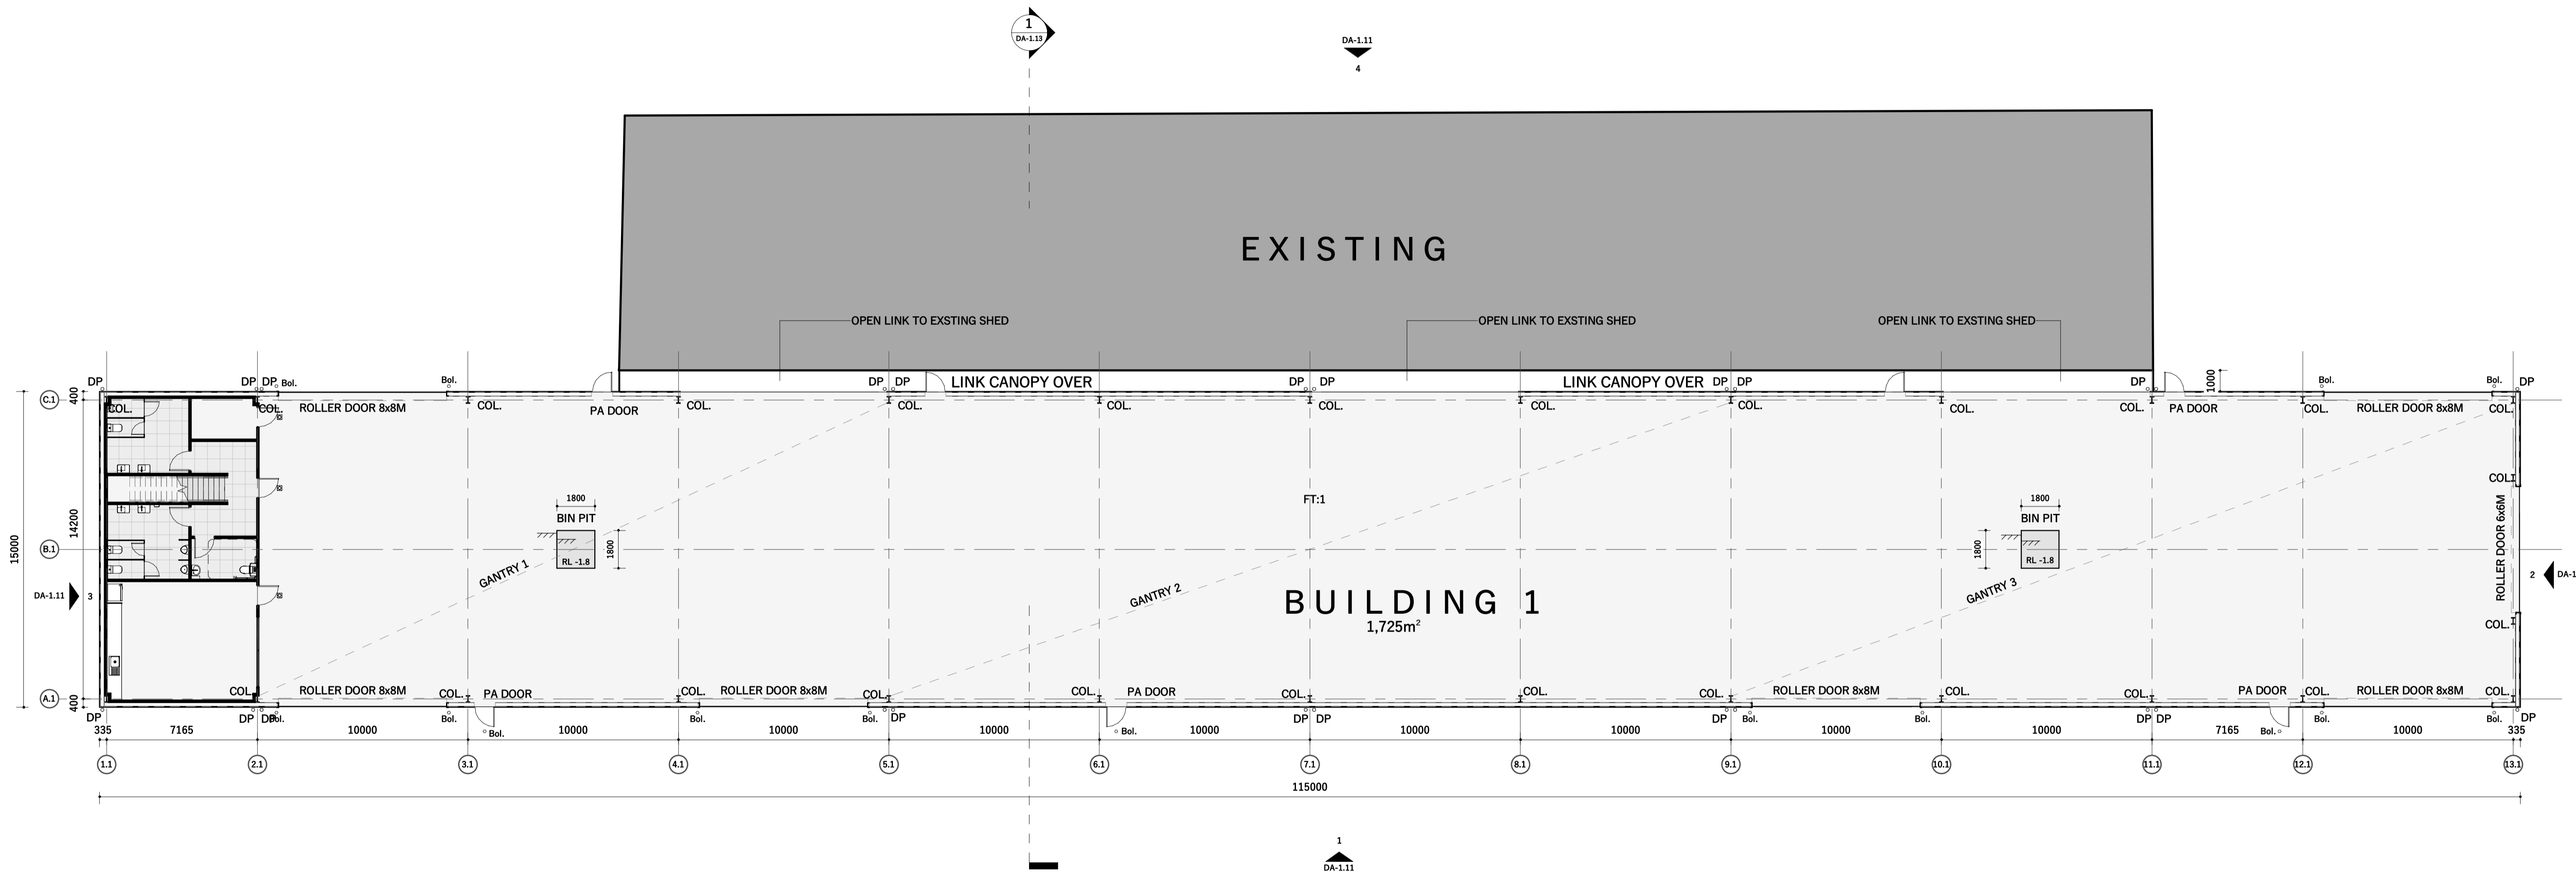 1
DA-1.13
DA-1.11
4
EXISTING
OPEN LINK TO EXSTING SHED
OPEN LINK TO EXSTING SHED
OPEN LINK TO EXSTING SHED
DP
DP
DP
Bol.
Bol.
DP
DP
LINK CANOPY OVER
DP
DP
LINK CANOPY OVER
DP
DP
DP
1000
Bol.
Bol.
DP
C.1
400
COL.
COL.
ROLLER DOOR 8x8M
COL.
PA DOOR
COL.
COL.
COL.
COL.
COL.
COL.
COL.
COL.
PA DOOR
COL.
ROLLER DOOR 8x8M
COL.
COL.
FT:1
1800
BIN PIT
1800
RL -1.8
1800
BIN PIT
1800
RL -1.8
15000
14200
B.1
GANTRY 1
GANTRY 2
GANTRY 3
ROLLER DOOR 6x6M
DA-1.11
3
2
DA-1
BUILDING 1
1,725m²
COL.
A.1
400
COL.
ROLLER DOOR 8x8M
COL.
PA DOOR
COL.
ROLLER DOOR 8x8M
COL.
COL.
PA DOOR
COL.
COL.
COL.
ROLLER DOOR 8x8M
COL.
COL.
PA DOOR
COL.
ROLLER DOOR 8x8M
COL.
DP
DP
DP
Bol.
Bol.
Bol.
Bol.
Bol.
DP
Bol.
DP
DP
DP
Bol.
Bol.
DP
DP
Bol.
Bol.
Bol.
DP
335
7165
10000
10000
10000
10000
10000
10000
10000
10000
10000
7165
10000
335
1.1
2.1
3.1
4.1
5.1
6.1
7.1
8.1
9.1
10.1
11.1
12.1
13.1
115000
1
DA-1.11